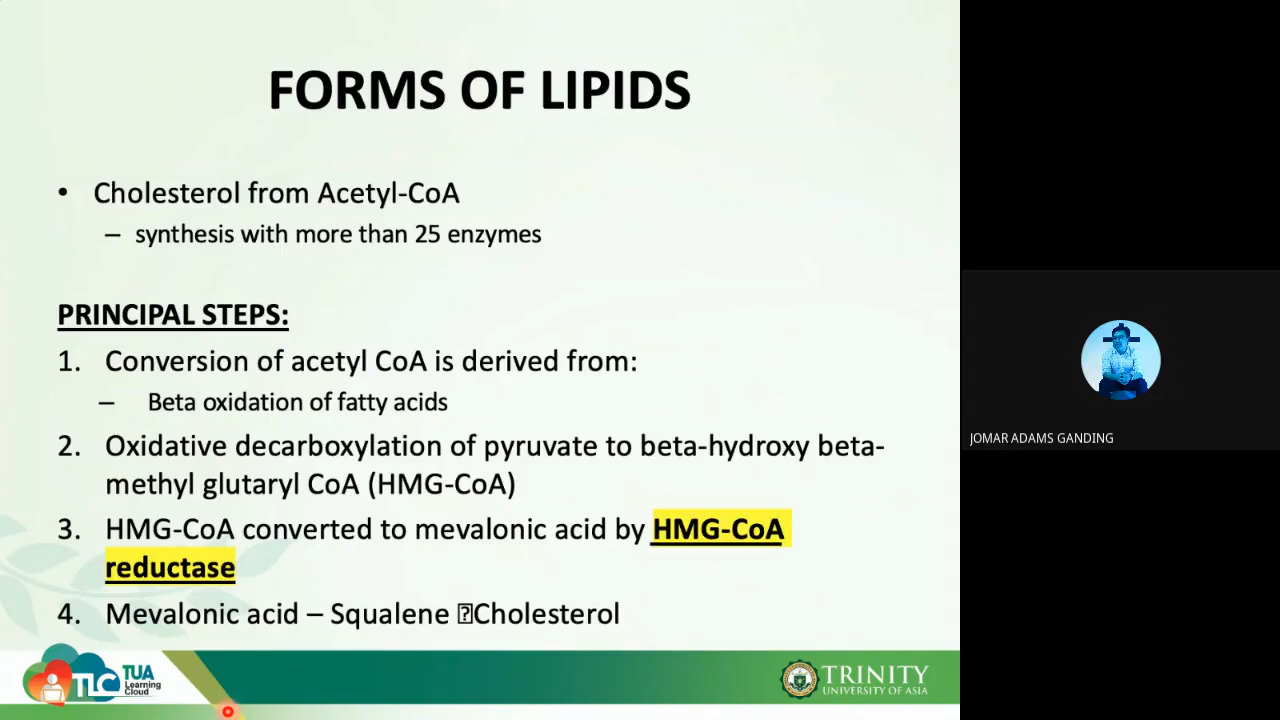 FORMS OF LIPIDS
• Cholesterol from Acetyl-CoA
– synthesis with more than 25 enzymes
PRINCIPAL STEPS:
1. Conversion of acetyl CoA is derived from:
– Beta oxidation of fatty acids
2. Oxidative decarboxylation of pyruvate to beta-hydroxy beta-
methyl glutaryl CoA (HMG-CoA)
3. HMG-CoA converted to mevalonic acid by HMG-CoA
reductase
4. Mevalonic acid – Squalene ⍰Cholesterol
JOMAR ADAMS GANDING
TLC
TUA
Learning
Cloud
TRINITY
UNIVERSITY OF ASIA